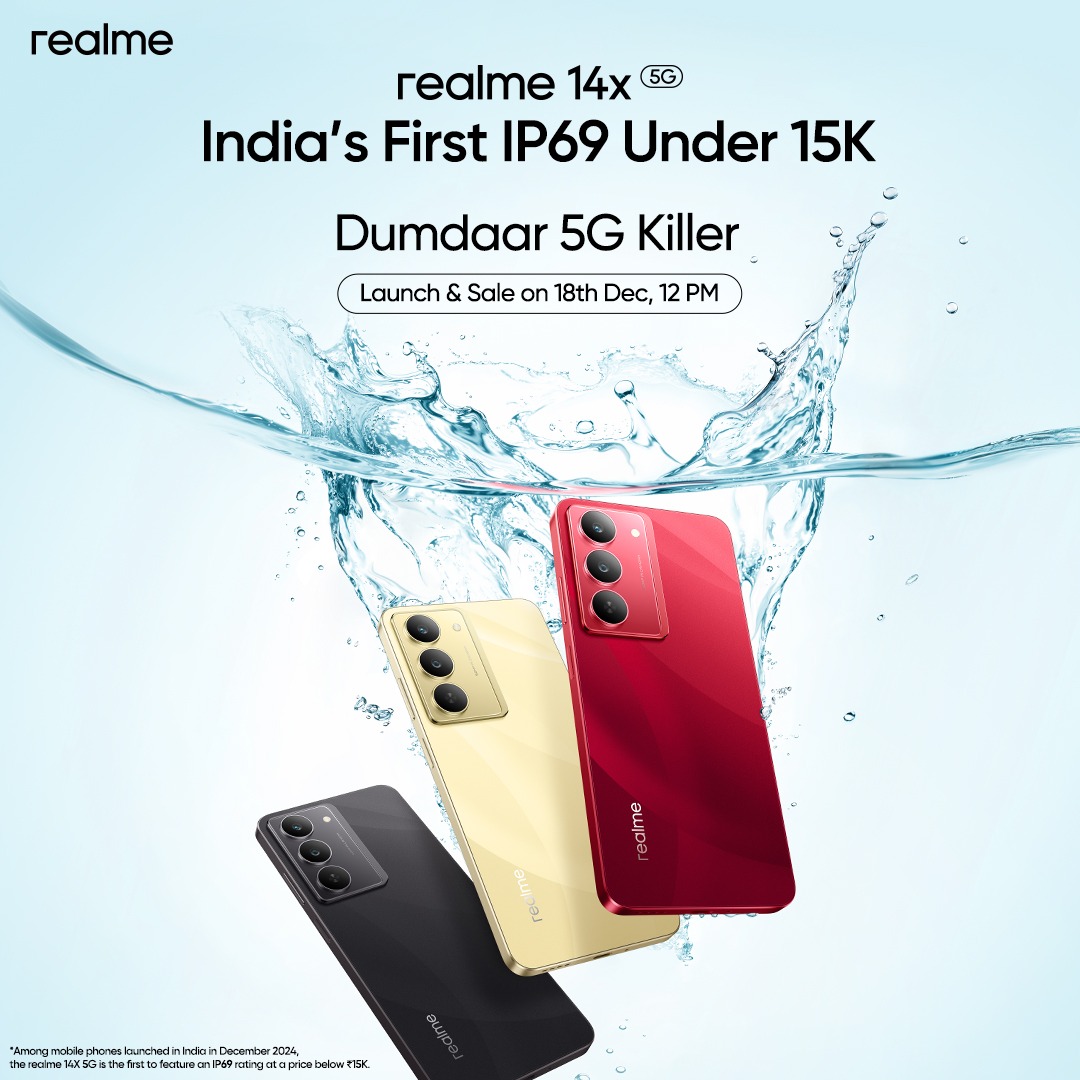 realme
realme 14x 5G
India's First IP69 Under 15K
Dumdaar 5G Killer
Launch & Sale on 18th Dec, 12 PM
realme
realme
realme
*Among mobile phones launched in India in December 2024,
the realme 14X 5G is the first to feature an IP69 rating at a price below ₹15K.